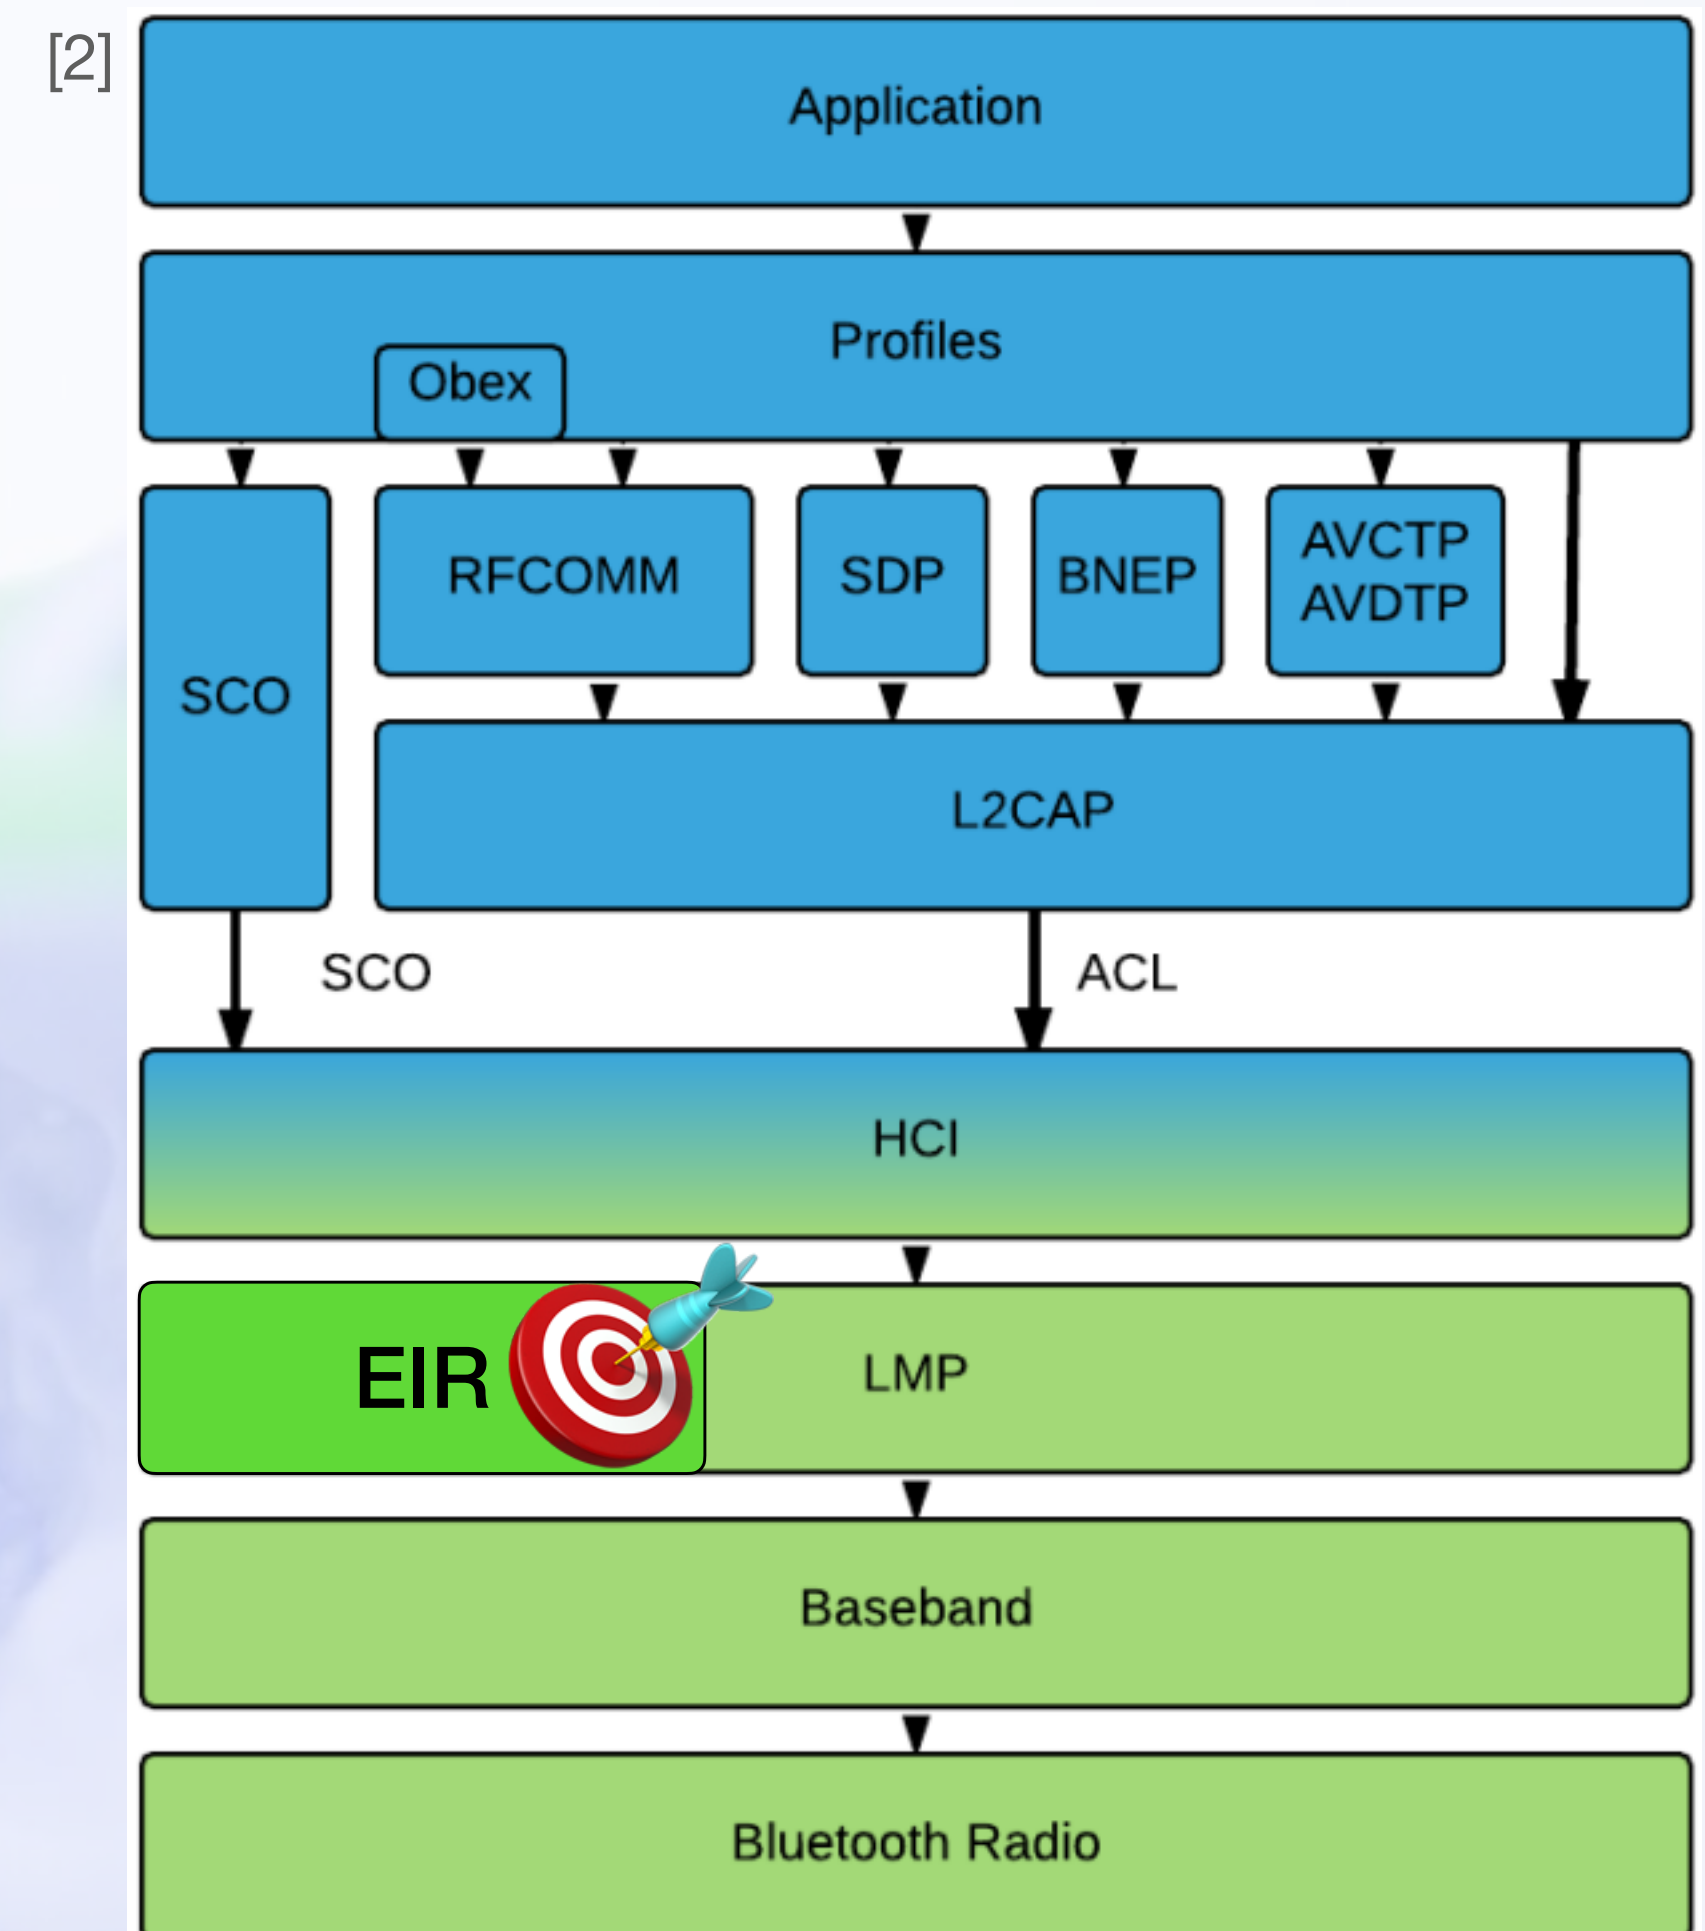 [2]
Application
Profiles
Obex
RFCOMM
SDP
BNEP
AVCTP
AVDTP
SCO
L2CAP
SCO
ACL
HCI
EIR
LMP
Baseband
Bluetooth Radio